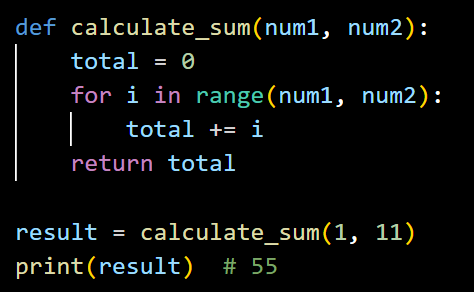 def calculate_sum(num1, num2):
    total = 0
    for i in range(num1, num2):
        total += i
    return total

result = calculate_sum(1, 11)
print(result)  # 55